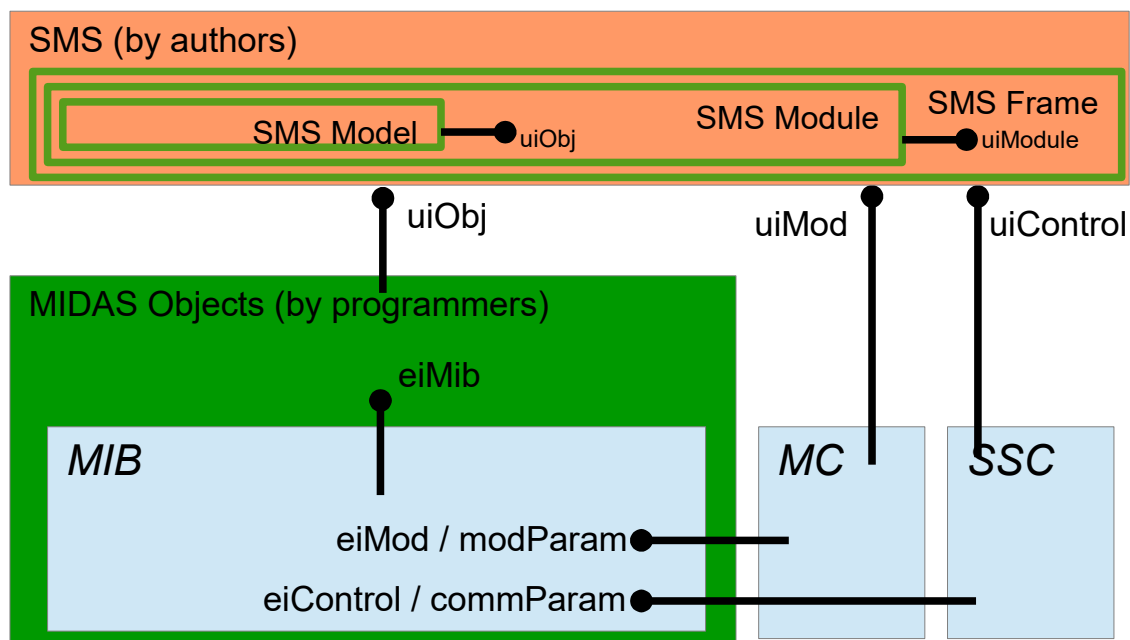 SMS (by authors)
SMS Frame
SMS Module
SMS Model
uiObj
uiModule
uiObj
uiMod
uiControl
MIDAS Objects (by programmers)
eiMib
MIB
MC
SSC
eiMod / modParam
eiControl / commParam